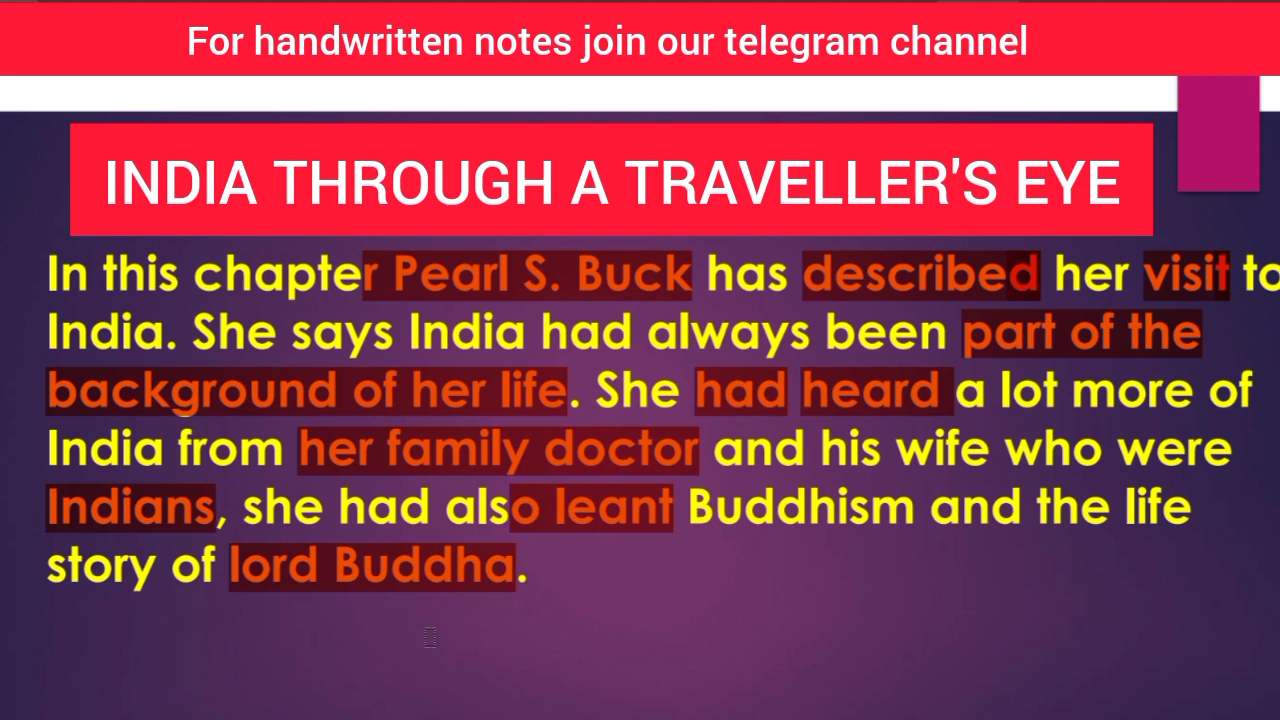 For handwritten notes join our telegram channel
INDIA THROUGH A TRAVELLER'S EYE
In this chapter Pearl S. Buck has described her visit to
India. She says India had always been part of the
background of her life. She had heard a lot more of
India from her family doctor and his wife who were
Indians, she had also leant Buddhism and the life
story of lord Buddha.